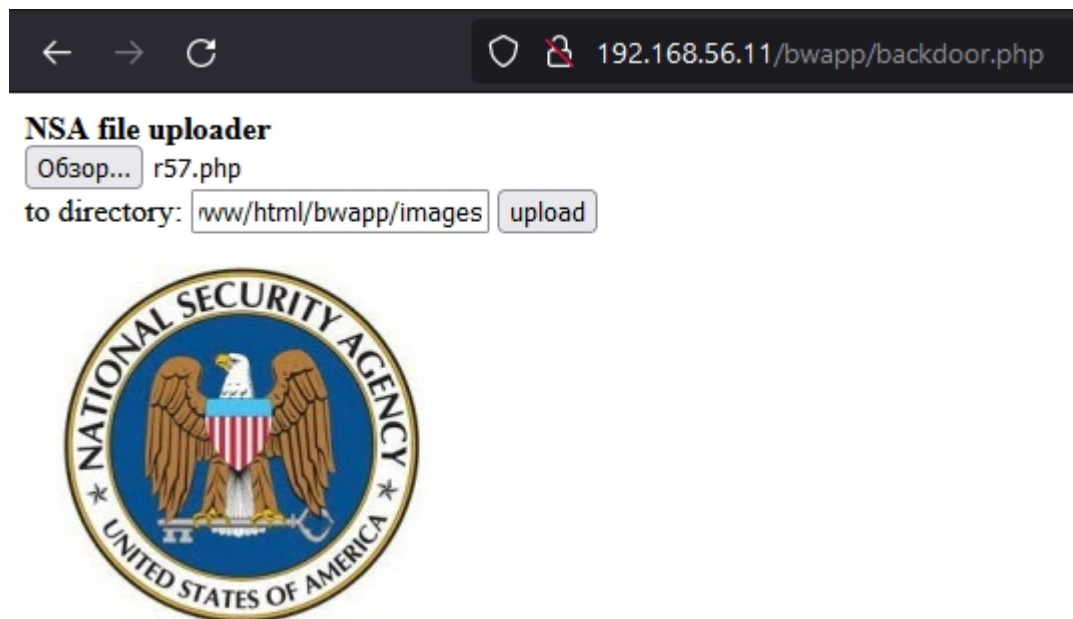 192.168.56.11/bwapp/backdoor.php
NSA file uploader
Обзор... r57.php
to directory: /www/html/bwapp/images upload
NATIONAL SECURITY AGENCY
UNITED STATES OF AMERICA